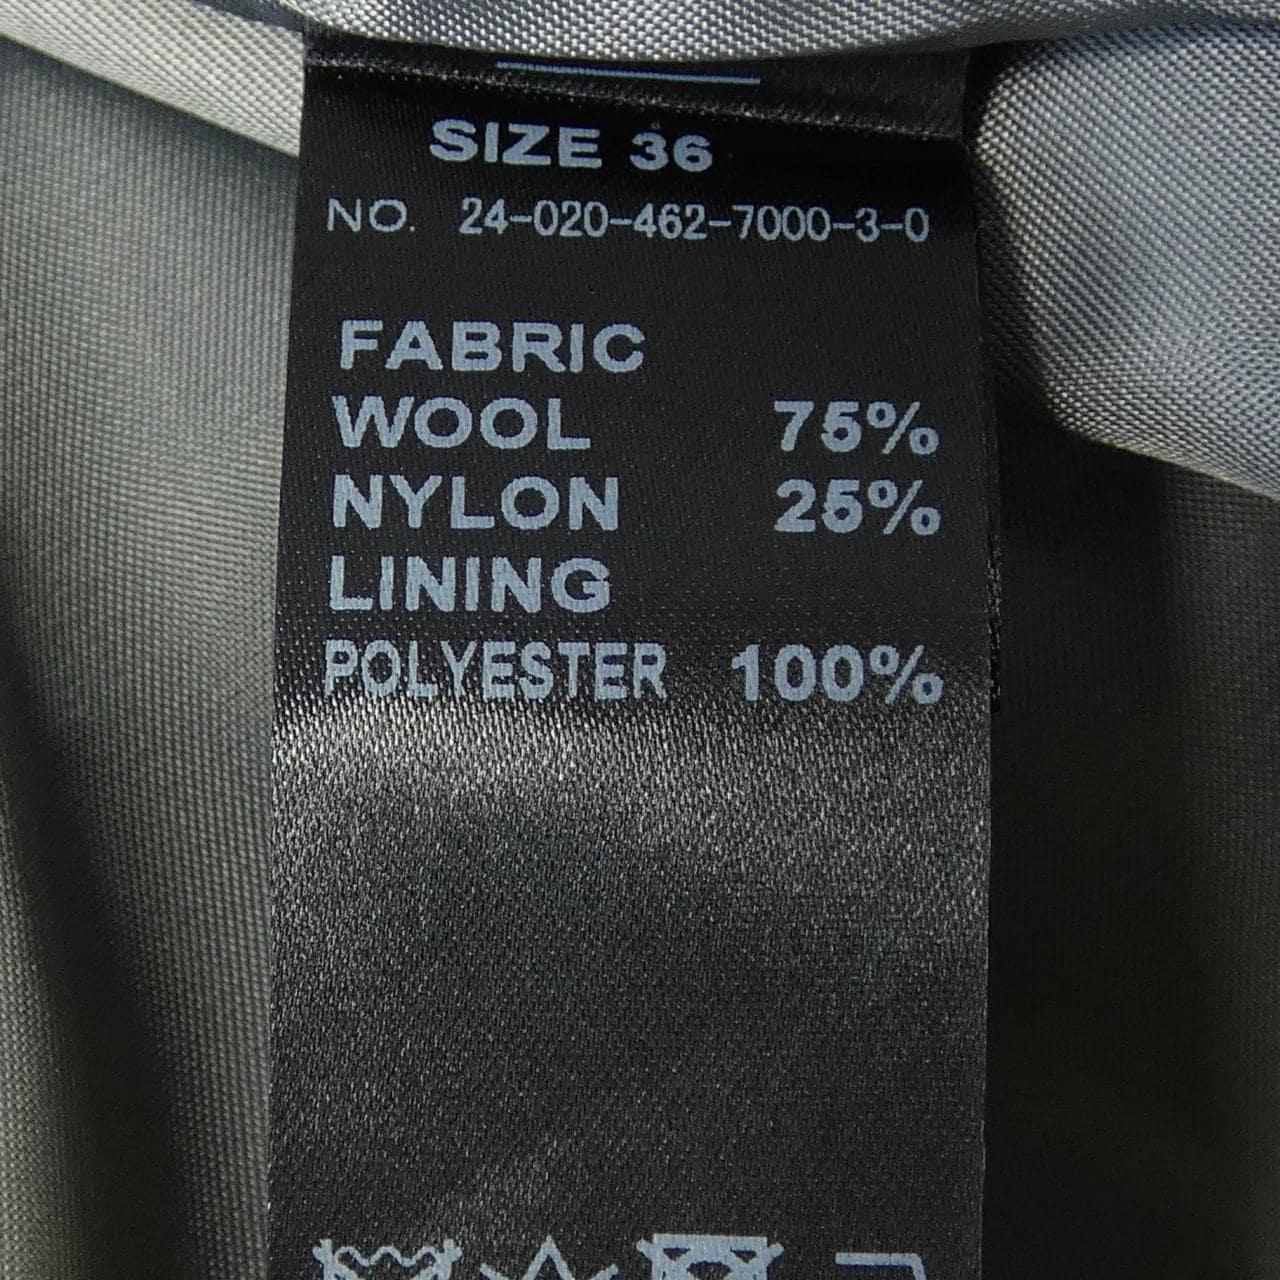 SIZE 36
NO. 24-020-462-7000-3-0
FABRIC
WOOL 75%
NYLON 25%
LINING
POLYESTER 100%